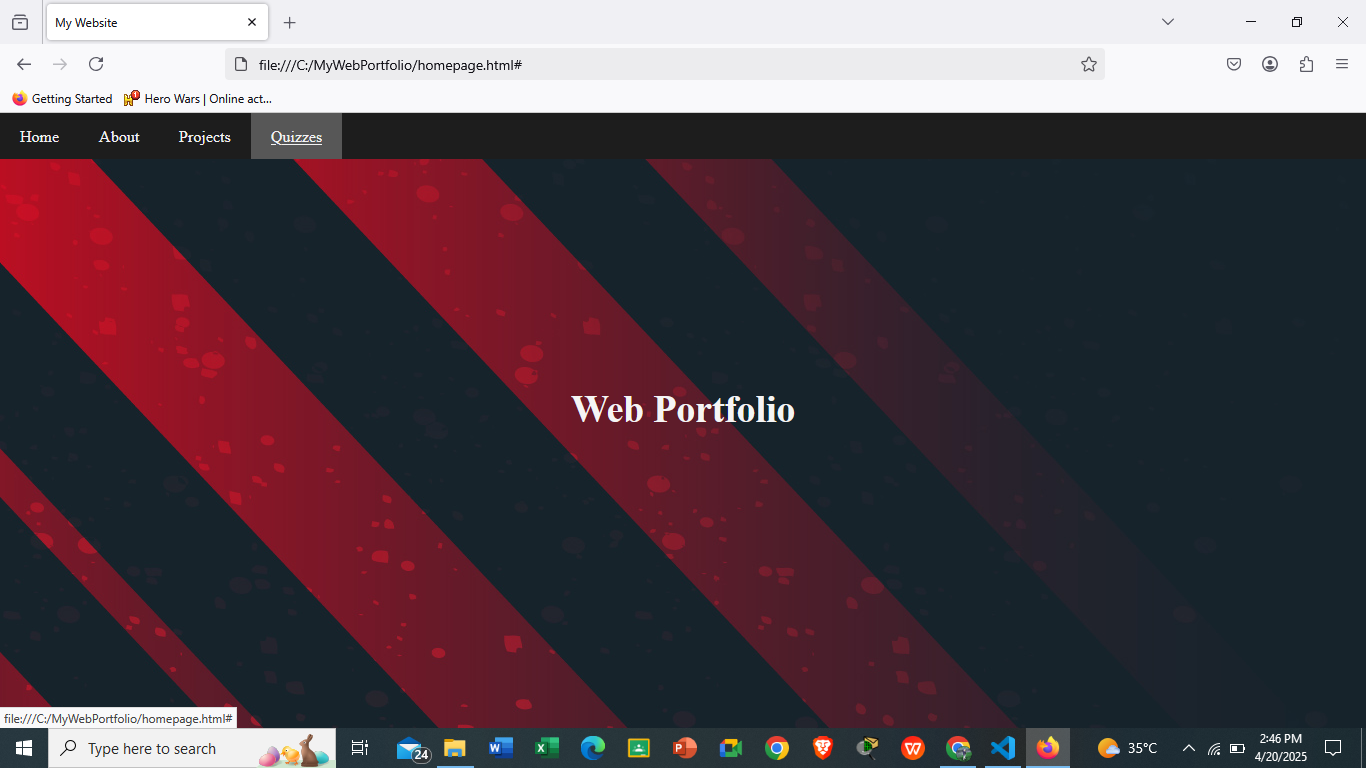 My Website
file:///C:/MyWebPortfolio/homepage.html#
Getting Started
Hero Wars | Online act...
Home
About
Projects
Quizzes
Web Portfolio
file:///C:/MyWebPortfolio/homepage.html#
Type here to search
24
35°C
2:46 PM
4/20/2025